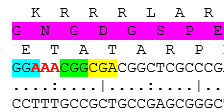 K R R R L A R
G N G D G S P E
E T A T A R P
GGAAACGGCGACGGCTCGCCCG
....:....|....:....|..
CCTTTGCCGCTGCCGAGCGGGC